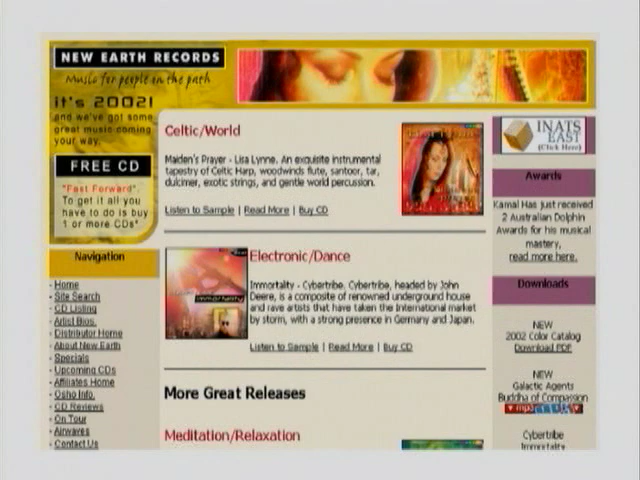 NEW EARTH RECORDS
Music for people on the path
it's 2002!
and we've got some
great music coming
your way.
FREE CD
"Fast Forward".
To get it all you
have to do is buy
1 or more CDs*
Navigation
- Home
- Site Search
- CD Listing
- Artist Bios.
- Distributor Home
- About New Earth
- Specials
- Upcoming CDs
- Affiliates Home
- Osho Info.
- CD Reviews
- On Tour
- Airwaves
- Contact Us
Celtic/World
Maiden's Prayer - Lisa Lynne. An exquisite instrumental
tapestry of Celtic Harp, woodwinds flute, santoor, tar,
dulcimer, exotic strings, and gentle world percussion.
Listen to Sample | Read More | Buy CD
Electronic/Dance
Immortality - Cybertribe. Cybertribe, headed by John
Deere, is a composite of renowned underground house
and rave artists that have taken the International market
by storm, with a strong presence in Germany and Japan.
Listen to Sample | Read More | Buy CD
immortality
More Great Releases
Meditation/Relaxation
INATS
EAST
(Click Here)
Awards
Kamal Has just received
2 Australian Dolphin
Awards for his musical
mastery,
read more here.
Downloads
NEW
2002 Color Catalog
Download PDF
NEW
Galactic Agents
Buddha of Compassion
mp3
Cybertribe
Immortality